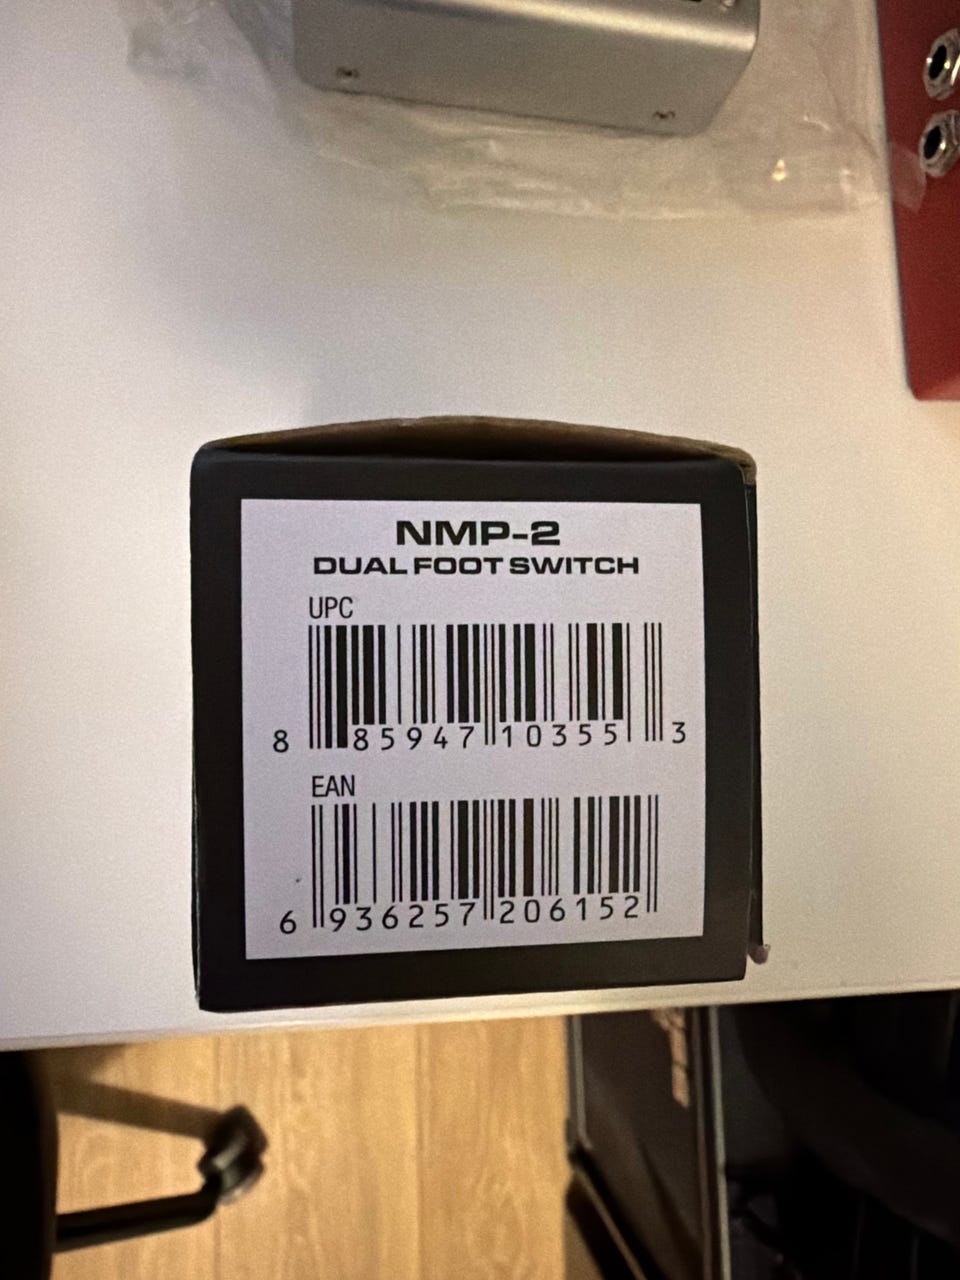 NMP-2
DUAL FOOT SWITCH
UPC
8 85947 10355 3
EAN
6 936257 206152